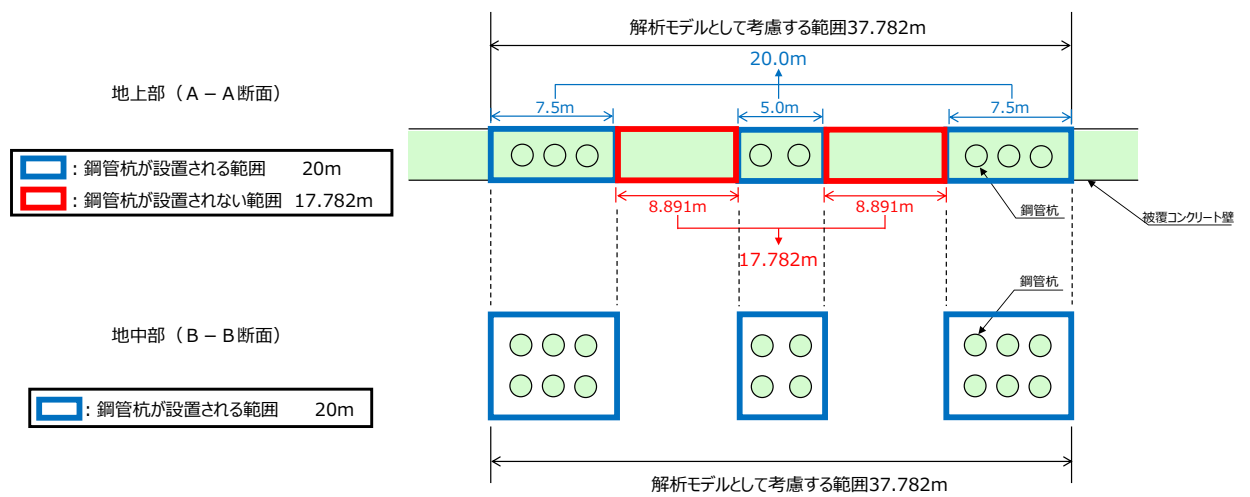 解析モデルとして考慮する範囲37.782m
20.0m
地上部（A－A断面）
7.5m
5.0m
7.5m
：鋼管杭が設置される範囲 20m
：鋼管杭が設置されない範囲 17.782m
8.891m
8.891m
鋼管杭
被覆コンクリート壁
17.782m
鋼管杭
地中部（B－B断面）
：鋼管杭が設置される範囲 20m
解析モデルとして考慮する範囲37.782m